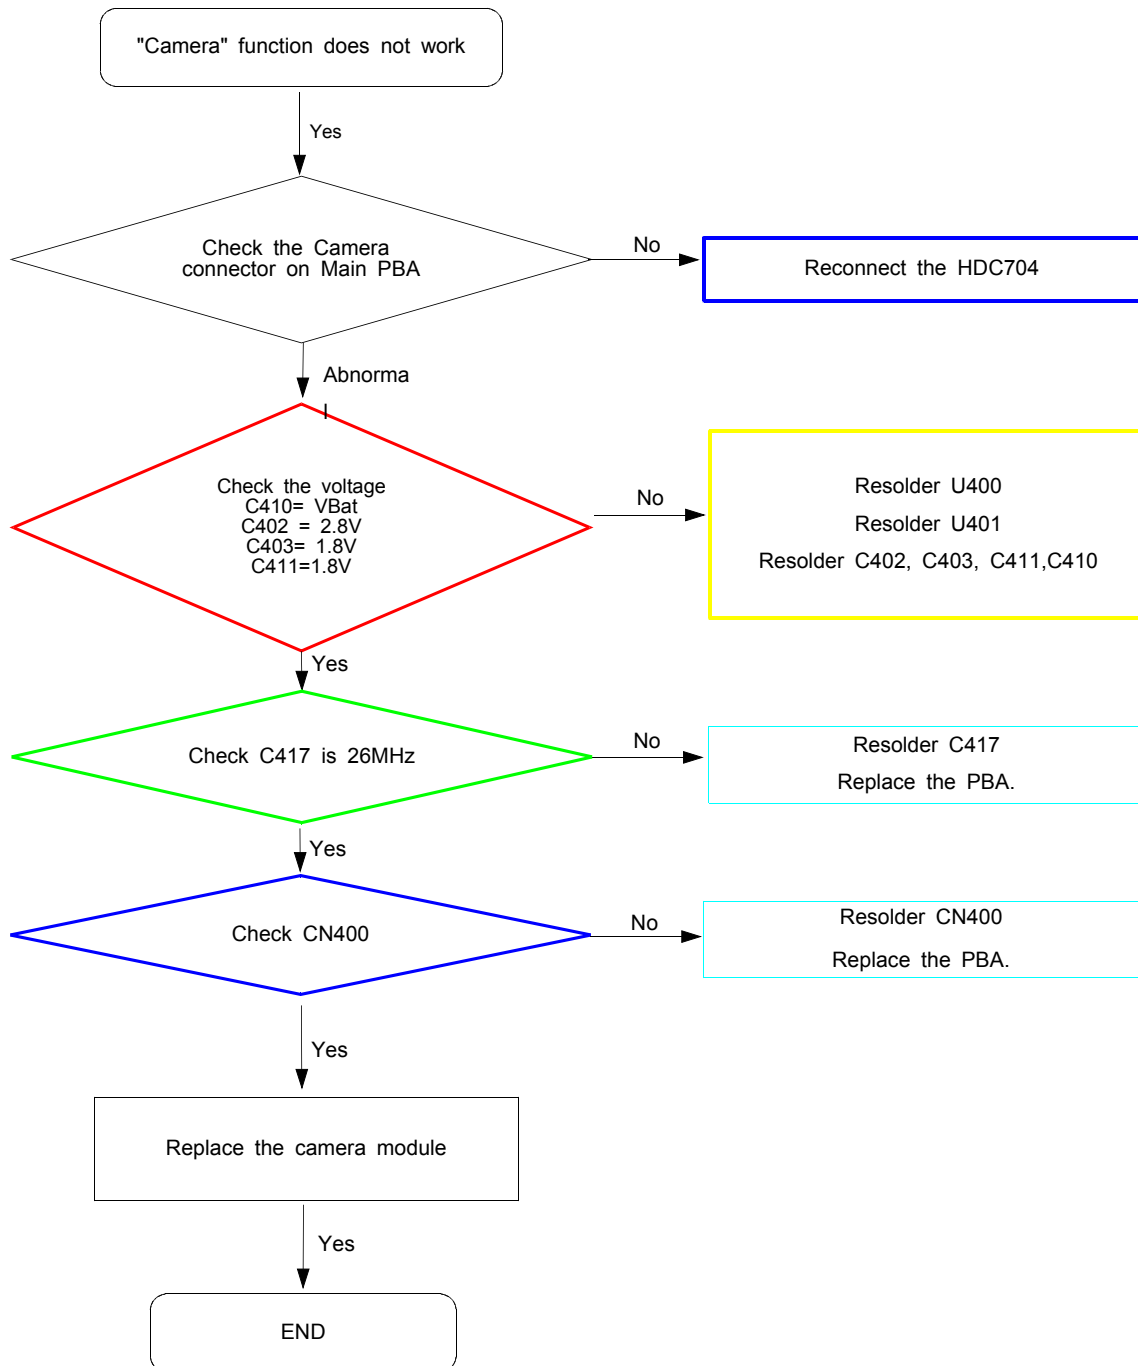 "Camera" function does not work
Yes
Check the Camera
connector on Main PBA
No
Reconnect the HDC704
Abnorma
l
Check the voltage
C410= VBat
C402 = 2.8V
C403= 1.8V
C411=1.8V
No
Resolder U400
Resolder U401
Resolder C402, C403, C411,C410
Yes
Check C417 is 26MHz
No
Resolder C417
Replace the PBA.
Yes
Check CN400
No
Resolder CN400
Replace the PBA.
Yes
Replace the camera module
Yes
END